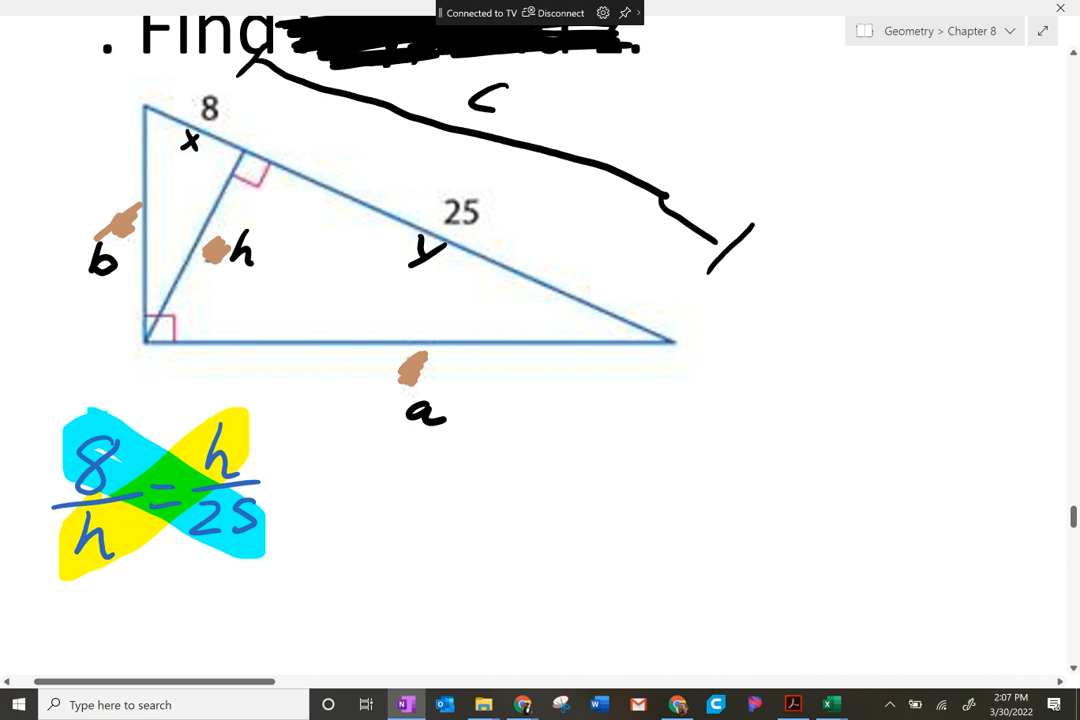 Connected to TV Disconnect
. Find
Geometry > Chapter 8
c
8
x
25
y
b
h
a
8/h = h/25
Type here to search
2:07 PM
3/30/2022